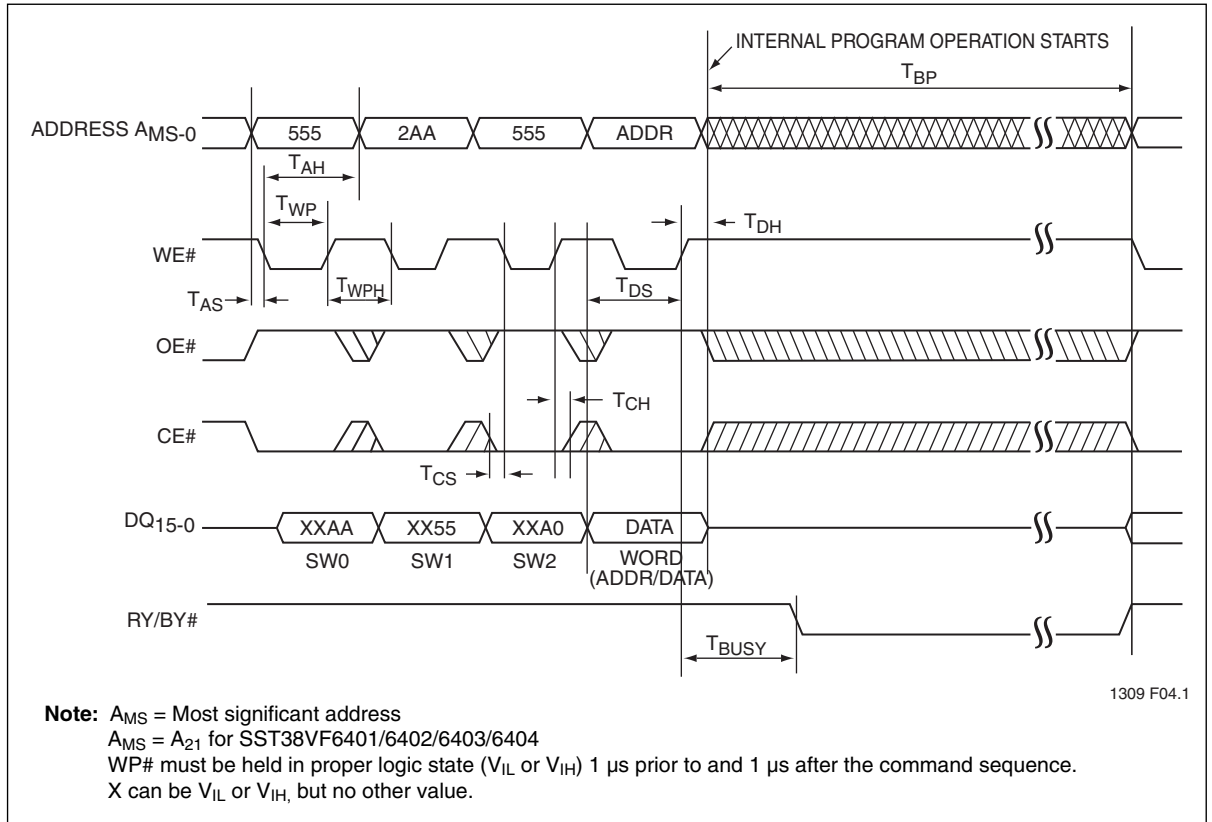 INTERNAL PROGRAM OPERATION STARTS
TBP
ADDRESS AMS-0
555
2AA
555
ADDR
TAH
TWP
TDH
WE#
TAS
TWPH
TDS
OE#
TCH
CE#
TCS
DQ15-0
XXAA
XX55
XXA0
DATA
SW0
SW1
SW2
WORD
(ADDR/DATA)
RY/BY#
TBUSY
1309 F04.1
Note: AMS = Most significant address
AMS = A21 for SST38VF6401/6402/6403/6404
WP# must be held in proper logic state (VIL or VIH) 1 µs prior to and 1 µs after the command sequence.
X can be VIL or VIH, but no other value.